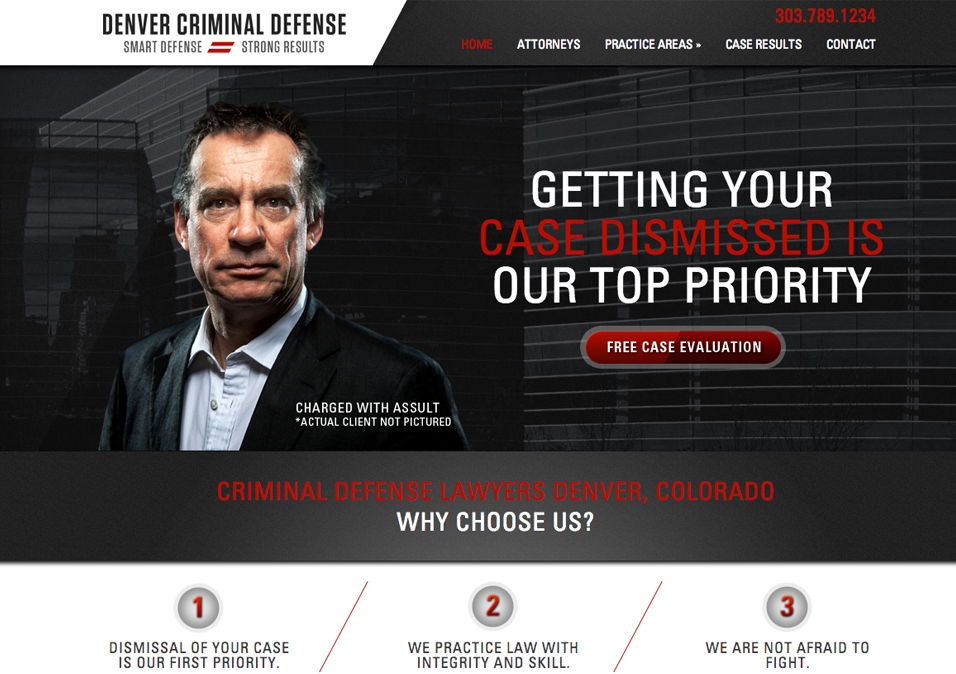 DENVER CRIMINAL DEFENSE
SMART DEFENSE STRONG RESULTS
303.789.1234
HOME ATTORNEYS PRACTICE AREAS » CASE RESULTS CONTACT
GETTING YOUR
CASE DISMISSED IS
OUR TOP PRIORITY
FREE CASE EVALUATION
CHARGED WITH ASSULT
*ACTUAL CLIENT NOT PICTURED
CRIMINAL DEFENSE LAWYERS DENVER, COLORADO
WHY CHOOSE US?
1
DISMISSAL OF YOUR CASE
IS OUR FIRST PRIORITY.
2
WE PRACTICE LAW WITH
INTEGRITY AND SKILL.
3
WE ARE NOT AFRAID TO
FIGHT.